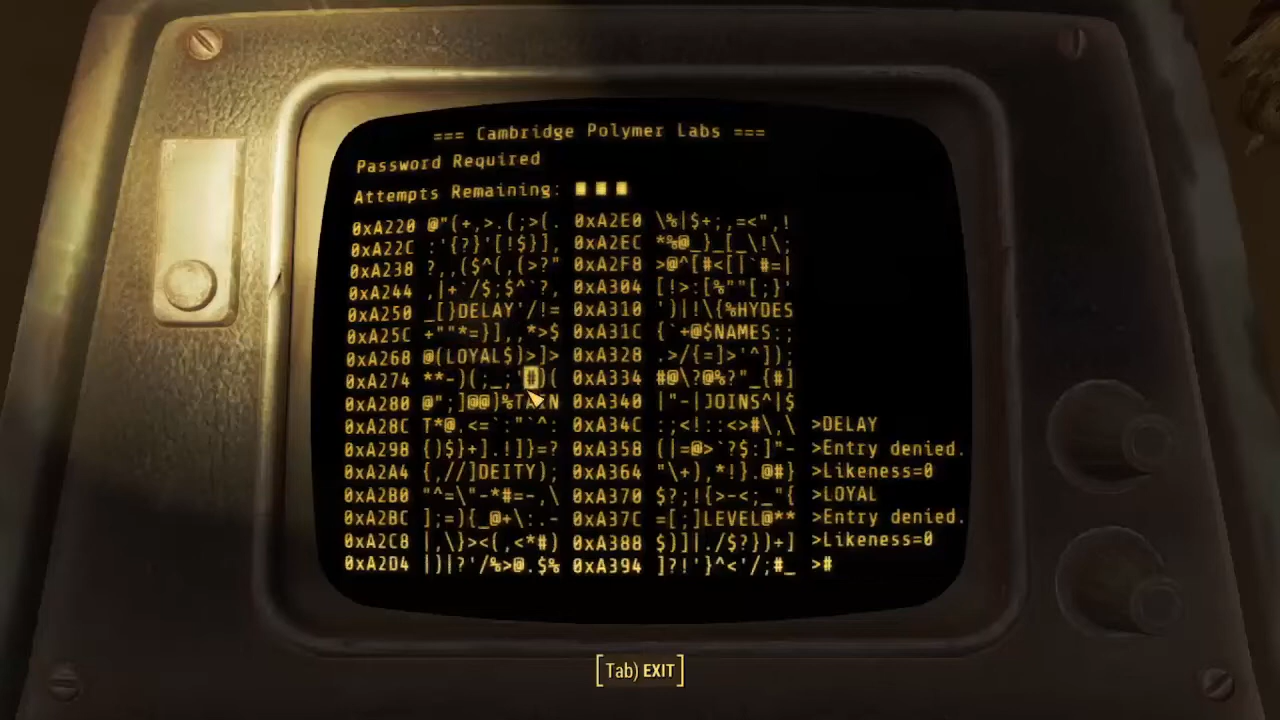 === Cambridge Polymer Labs ===
Password Required
Attempts Remaining: ■ ■ ■
0xA220 @"(+,>.(;>(. 0xA2E0 \%|$+;,=<",!
0xA22C :'{?}'[!$}], 0xA2EC *%@_}_[_\!\;
0xA238 ?,,($^(,(>?" 0xA2F8 >@^[#<[|`#=|
0xA244 ,|+`/$;$^`?, 0xA304 [!>:[%""[;}'
0xA250 _[}DELAY'/!= 0xA310 ')|!\{%HYDES
0xA25C +""*=}],,*>$ 0xA31C {`+@$NAMES:;
0xA268 @(LOYAL$)>]> 0xA328 .>/{=]>'^]);
0xA274 **-)(;_;'#)( 0xA334 #@\?@%?"_{#]
0xA280 @";]@@]%TAIN 0xA340 |"-|JOINS^|$
0xA28C T*@.<=`:"`^: 0xA34C :;<!::<>#\,\
0xA298 {)$}+].!]}=? 0xA358 (|=@>`?$:]"-
0xA2A4 {,//]DEITY); 0xA364 "\+),*!}.@#}
0xA2B0 "^=\"-*#=-,\ 0xA370 $?;!{>-<;_"{
0xA2BC ];=){_@+\:.- 0xA37C =[;]LEVEL@**
0xA2C8 |,\}><(,<*#) 0xA388 $)]|./$?})+]
0xA2D4 |)|?'/%>@.$% 0xA394 ]?!'}^<'/;#_
>DELAY
>Entry denied.
>Likeness=0
>LOYAL
>Entry denied.
>Likeness=0
>#
[Tab) EXIT]